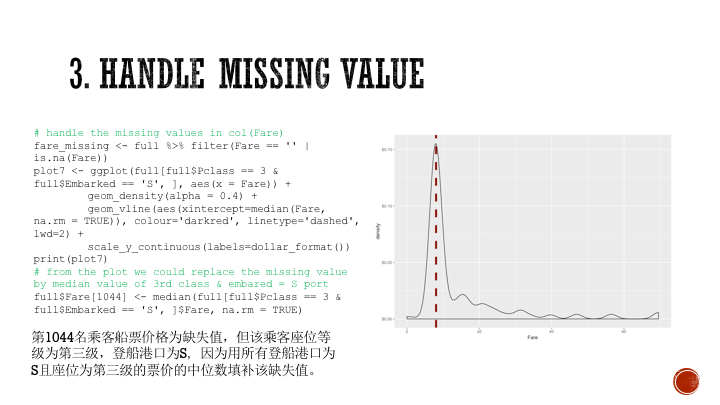 3. HANDLE MISSING VALUE
# handle the missing values in col(Fare)
fare_missing <- full %>% filter(Fare == '' |
is.na(Fare))
plot7 <- ggplot(full[full$Pclass == 3 &
full$Embarked == 'S', ], aes(x = Fare)) +
geom_density(alpha = 0.4) +
geom_vline(aes(xintercept=median(Fare,
na.rm = TRUE)), colour='darkred', linetype='dashed',
lwd=2) +
scale_y_continuous(labels=dollar_format())
print(plot7)
# from the plot we could replace the missing value
by median value of 3rd class & embared = S port
full$Fare[1044] <- median(full[full$Pclass == 3 &
full$Embarked == 'S', ]$Fare, na.rm = TRUE)
第1044名乘客船票价格为缺失值，但该乘客座位等
级为第三级，登船港口为S，因为用所有登船港口为
S且座位为第三级的票价的中位数填补该缺失值。
$0.15
$0.10
density
$0.05
$0.00
0 20 40 60
Fare